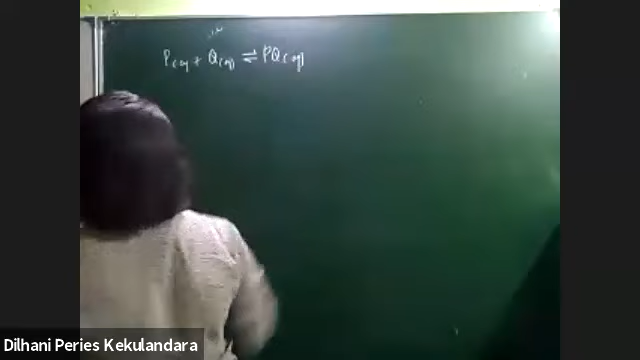 P(aq) + Q(aq) ⇌ PQ(aq)
Dilhani Peries Kekulandara